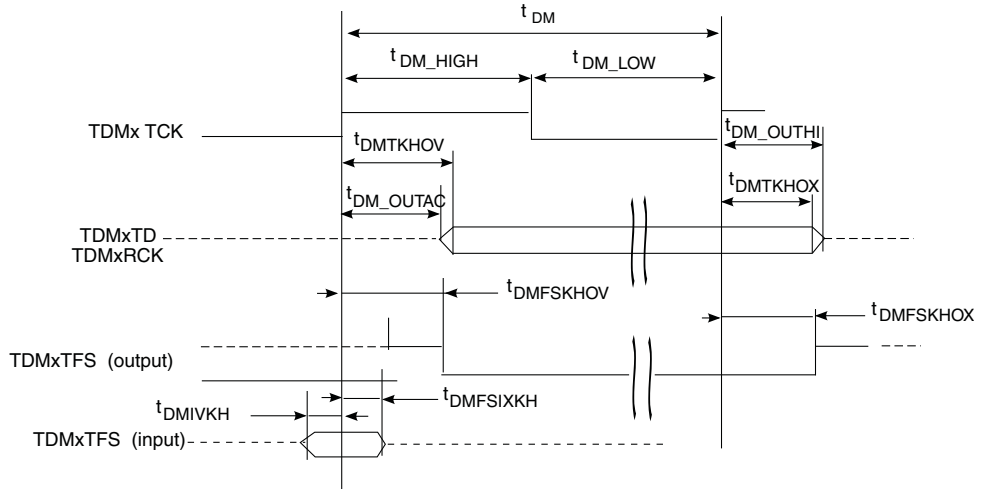 t DM
t DM_HIGH
t DM_LOW
TDMx TCK
t DMTKHOV
t DM_OUTHI
t DM_OUTAC
t DMTKHOX
TDMxTD
TDMxRCK
t DMFSKHOV
t DMFSKHOX
TDMxTFS (output)
t DMIVKH
t DMFSIXKH
TDMxTFS (input)